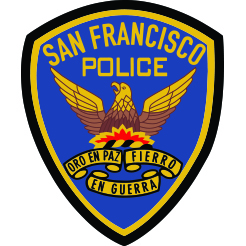 SAN FRANCISCO
POLICE
ORO EN PAZ FIERRO
EN GUERRA